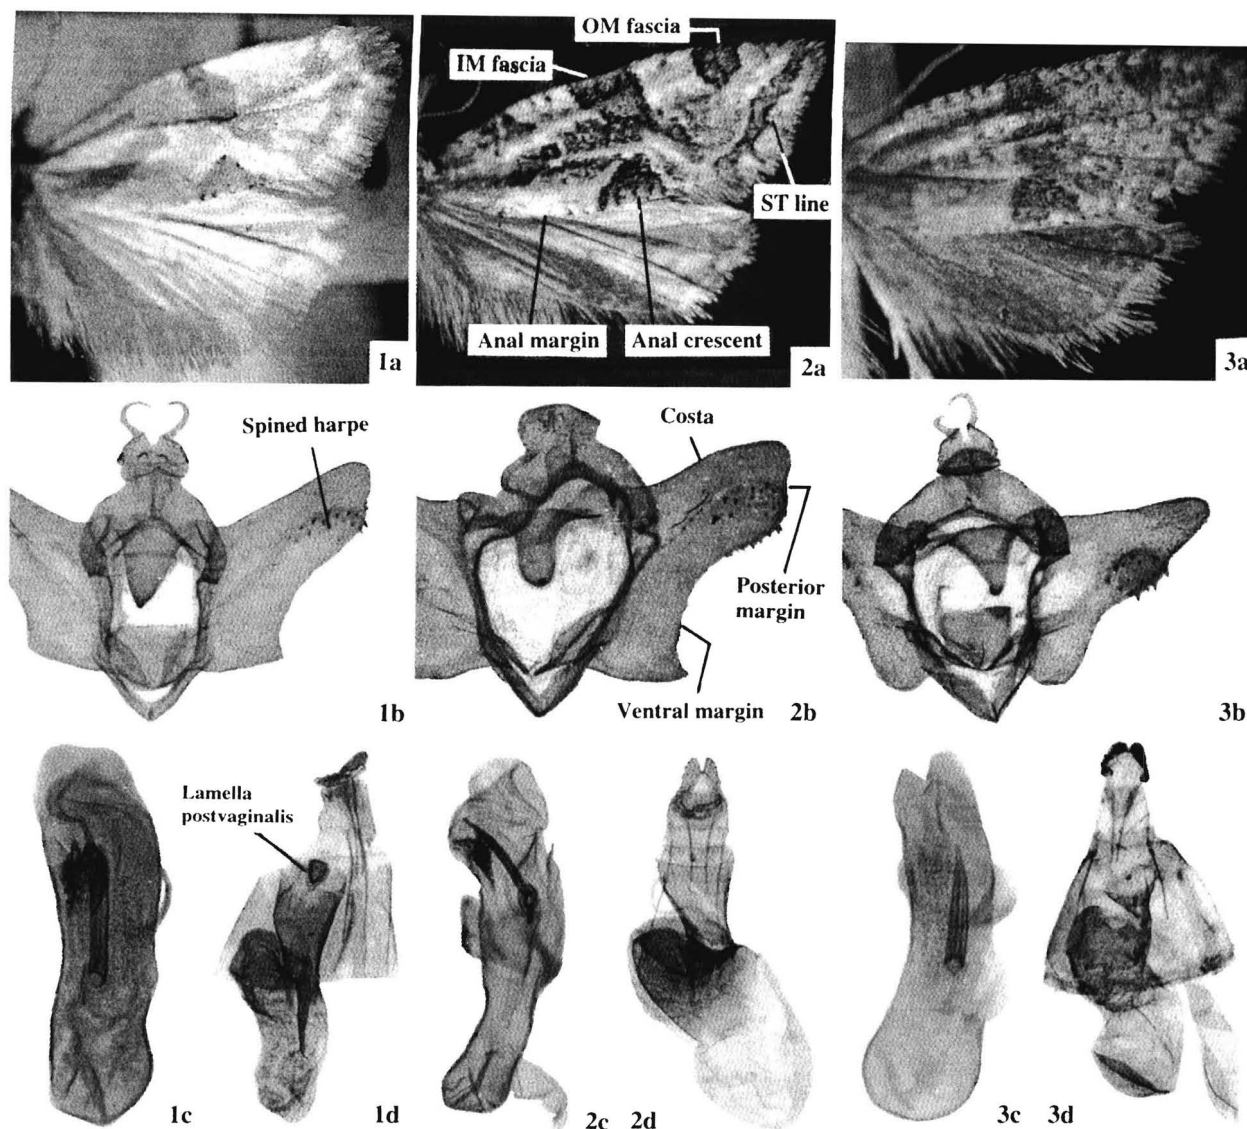 OM fascia
IM fascia
ST line
Anal margin
Anal crescent
1a
2a
3a
Spined harpe
Costa
Posterior
margin
Ventral margin
1b
2b
3b
Lamella
postvaginalis
1c
1d
2c
2d
3c
3d